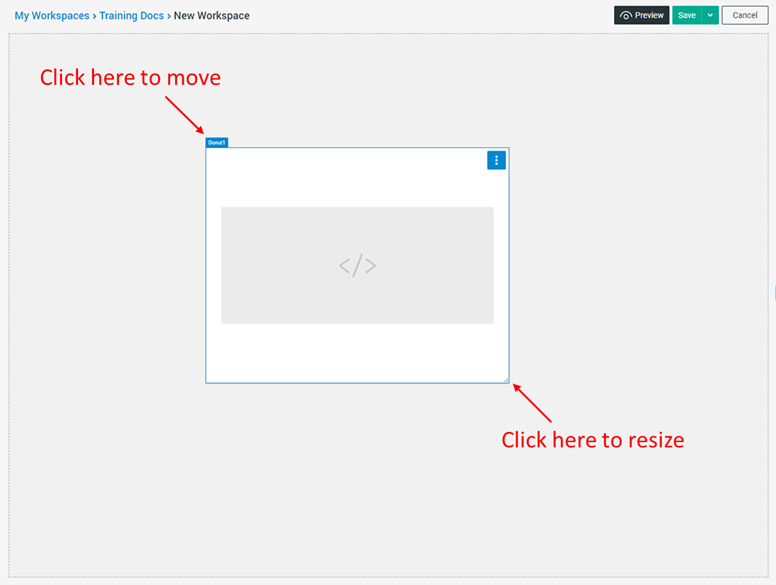 My Workspaces › Training Docs › New Workspace
Preview
Save
Cancel
Click here to move
Donut1
</>
Click here to resize